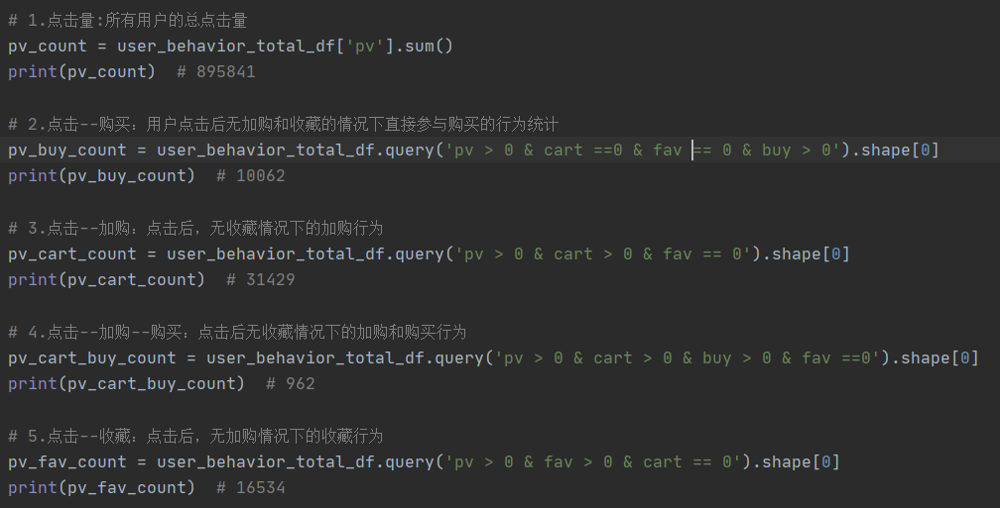 # 1.点击量:所有用户的总点击量
pv_count = user_behavior_total_df['pv'].sum()
print(pv_count)  # 895841
# 2.点击--购买：用户点击后无加购和收藏的情况下直接参与购买的行为统计
pv_buy_count = user_behavior_total_df.query('pv > 0 & cart ==0 & fav == 0 & buy > 0').shape[0]
print(pv_buy_count)  # 10062
# 3.点击--加购：点击后，无收藏情况下的加购行为
pv_cart_count = user_behavior_total_df.query('pv > 0 & cart > 0 & fav == 0').shape[0]
print(pv_cart_count)  # 31429
# 4.点击--加购--购买：点击后无收藏情况下的加购和购买行为
pv_cart_buy_count = user_behavior_total_df.query('pv > 0 & cart > 0 & buy > 0 & fav ==0').shape[0]
print(pv_cart_buy_count)  # 962
# 5.点击--收藏：点击后，无加购情况下的收藏行为
pv_fav_count = user_behavior_total_df.query('pv > 0 & fav > 0 & cart == 0').shape[0]
print(pv_fav_count)  # 16534